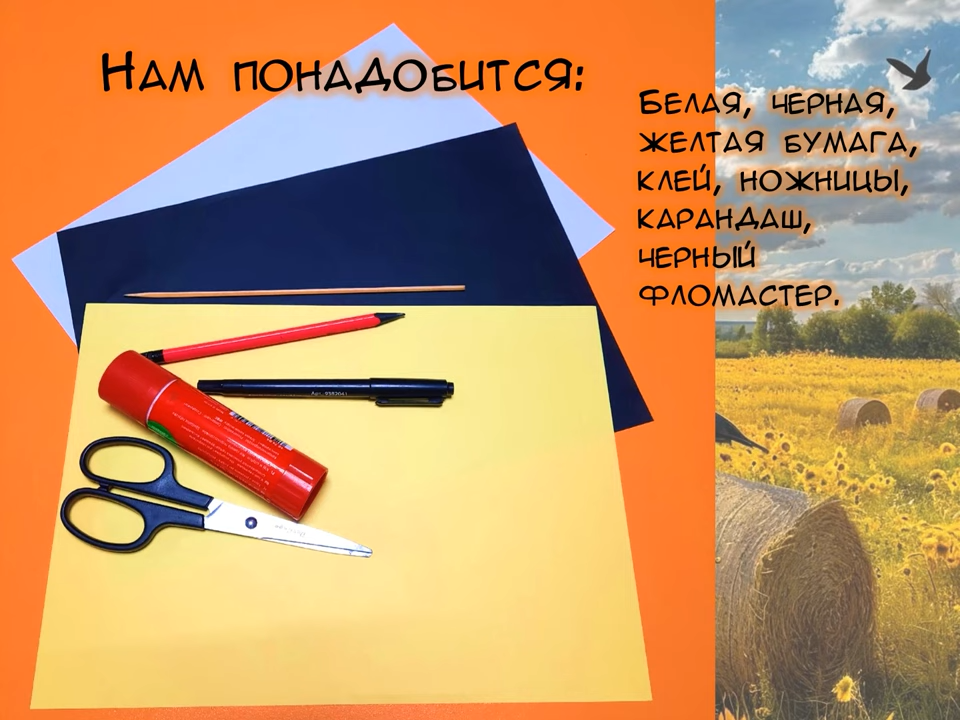 Нам понадобится:
Белая, черная,
желтая бумага,
клей, ножницы,
карандаш,
черный
фломастер.